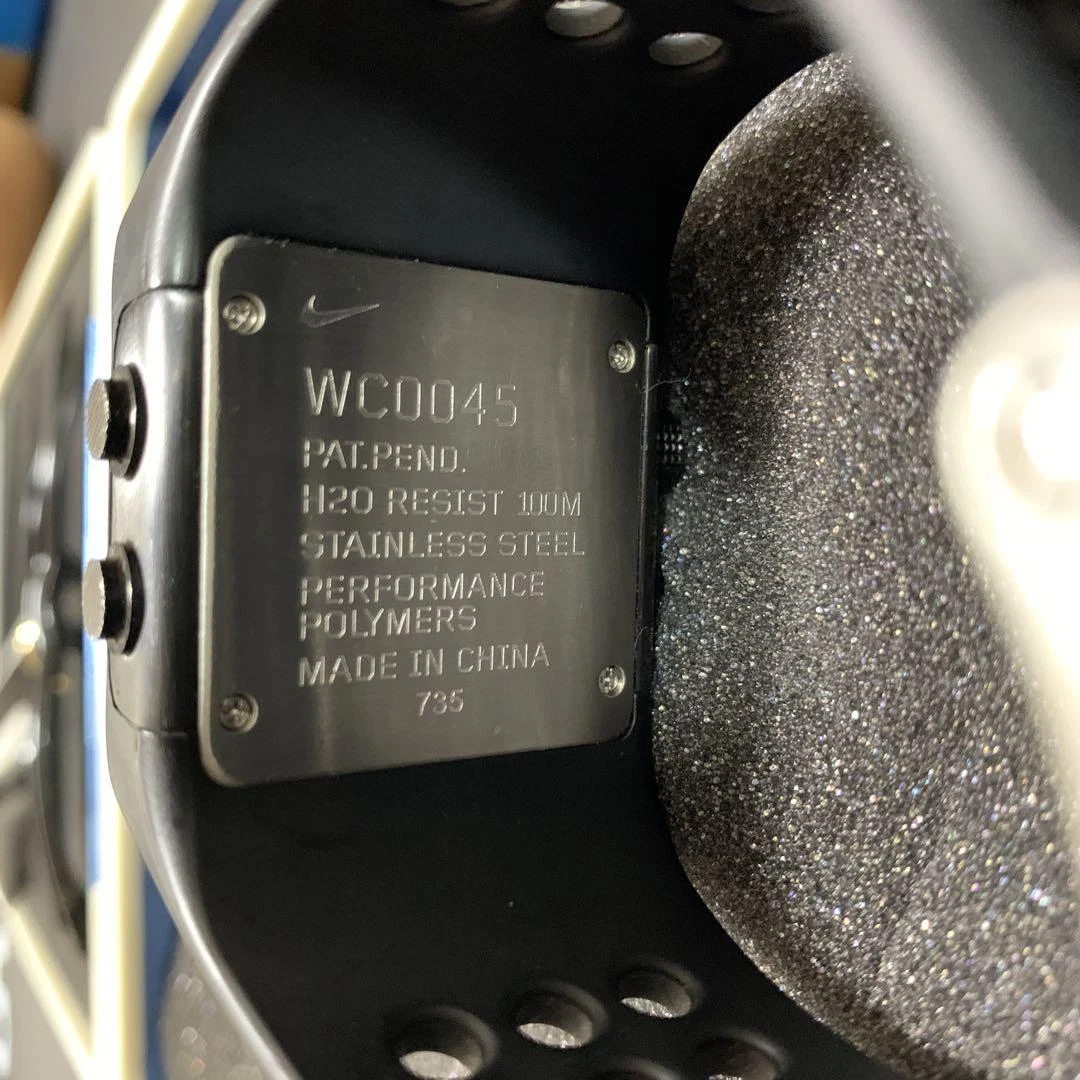 WC0045
PAT.PEND.
H2O RESIST 100M
STAINLESS STEEL
PERFORMANCE
POLYMERS
MADE IN CHINA
735